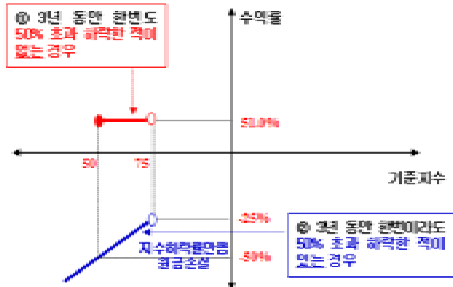 @ 3년 동안 한번도
50% 초과 하락한 적이
없는 경우
수익률
51.0%
50
75
기준지수
-25%
지수하락률만큼
원금손실
-50%
@ 3년 동안 한번이라도
50% 초과 하락한 적이
있는 경우